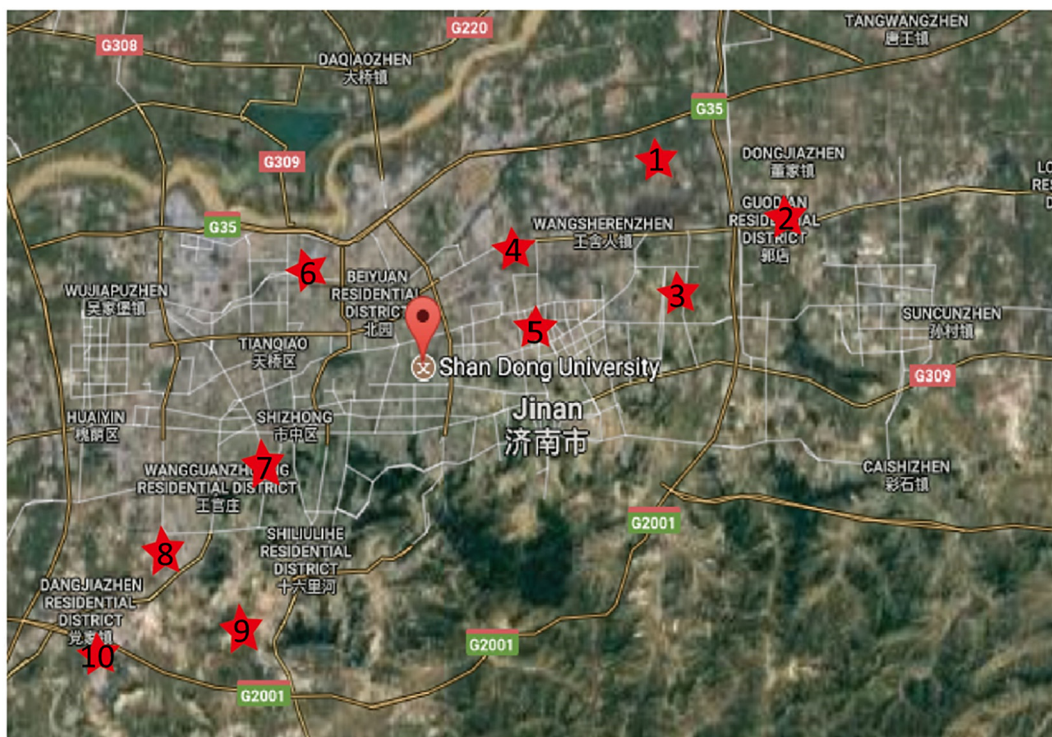 TANGWANGZHEN
唐王镇
G220
G308
DAQIAOZHEN
大桥镇
G35
1
DONGJIAZHEN
董家镇
G309
2
G35
WANGSHERENZHEN
王舍人镇
GUODIAN
RESIDENTIAL
DISTRICT
郭店
4
6
BEIYUAN
RESIDENTIAL
DISTRICT
北园
3
WUJIAPUZHEN
吴家堡镇
SUNCUNZHEN
孙村镇
5
TIANQIAO
天桥区
Shan Dong University
G309
Jinan
济南市
HUAIYIN
槐荫区
SHIZHONG
市中区
7
RESIDENTIAL DISTRICT
王官庄
CAISHIZHEN
彩石镇
G2001
8
SHILIULIHE
RESIDENTIAL
DISTRICT
十六里河
DANGJIAZHEN
RESIDENTIAL
DISTRICT
党家镇
9
10
G2001
G2001